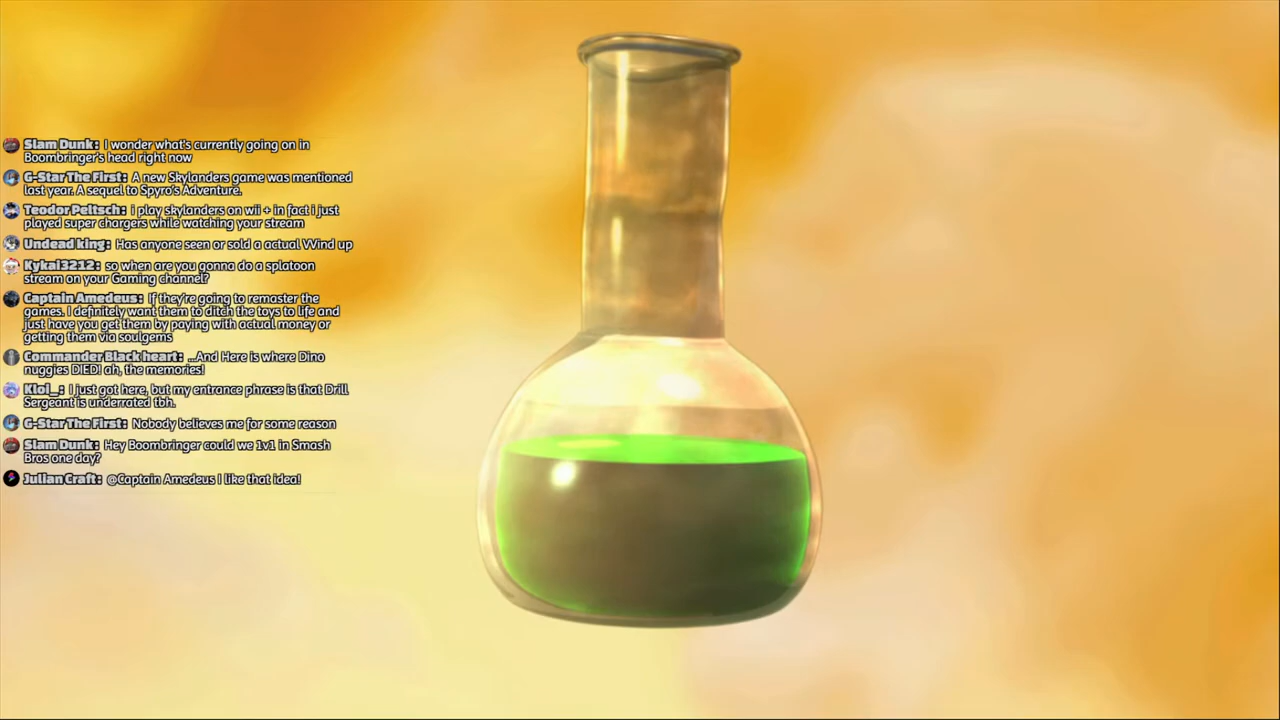 Slam Dunk: I wonder what's currently going on in
Boombringer's head right now
G-Star The First: A new Skylanders game was mentioned
last year. A sequel to Spyro's Adventure.
Teodor Peltsch: i play skylanders on wii + in fact i just
played super chargers while watching your stream
Undead king: Has anyone seen or sold a actual Wind up
Kykal3212: so when are you gonna do a splatoon
stream on your Gaming channel?
Captain Amedeus: If they're going to remaster the
games. I definitely want them to ditch the toys to life and
just have you get them by paying with actual money or
getting them via soulgems
Commander Black heart: ...And Here is where Dino
nuggies DIED! ah, the memories!
Kloi_: I just got here, but my entrance phrase is that Drill
Sergeant is underrated tbh.
G-Star The First: Nobody believes me for some reason
Slam Dunk: Hey Boombringer could we 1v1 in Smash
Bros one day?
Julian Craft: @Captain Amedeus I like that idea!